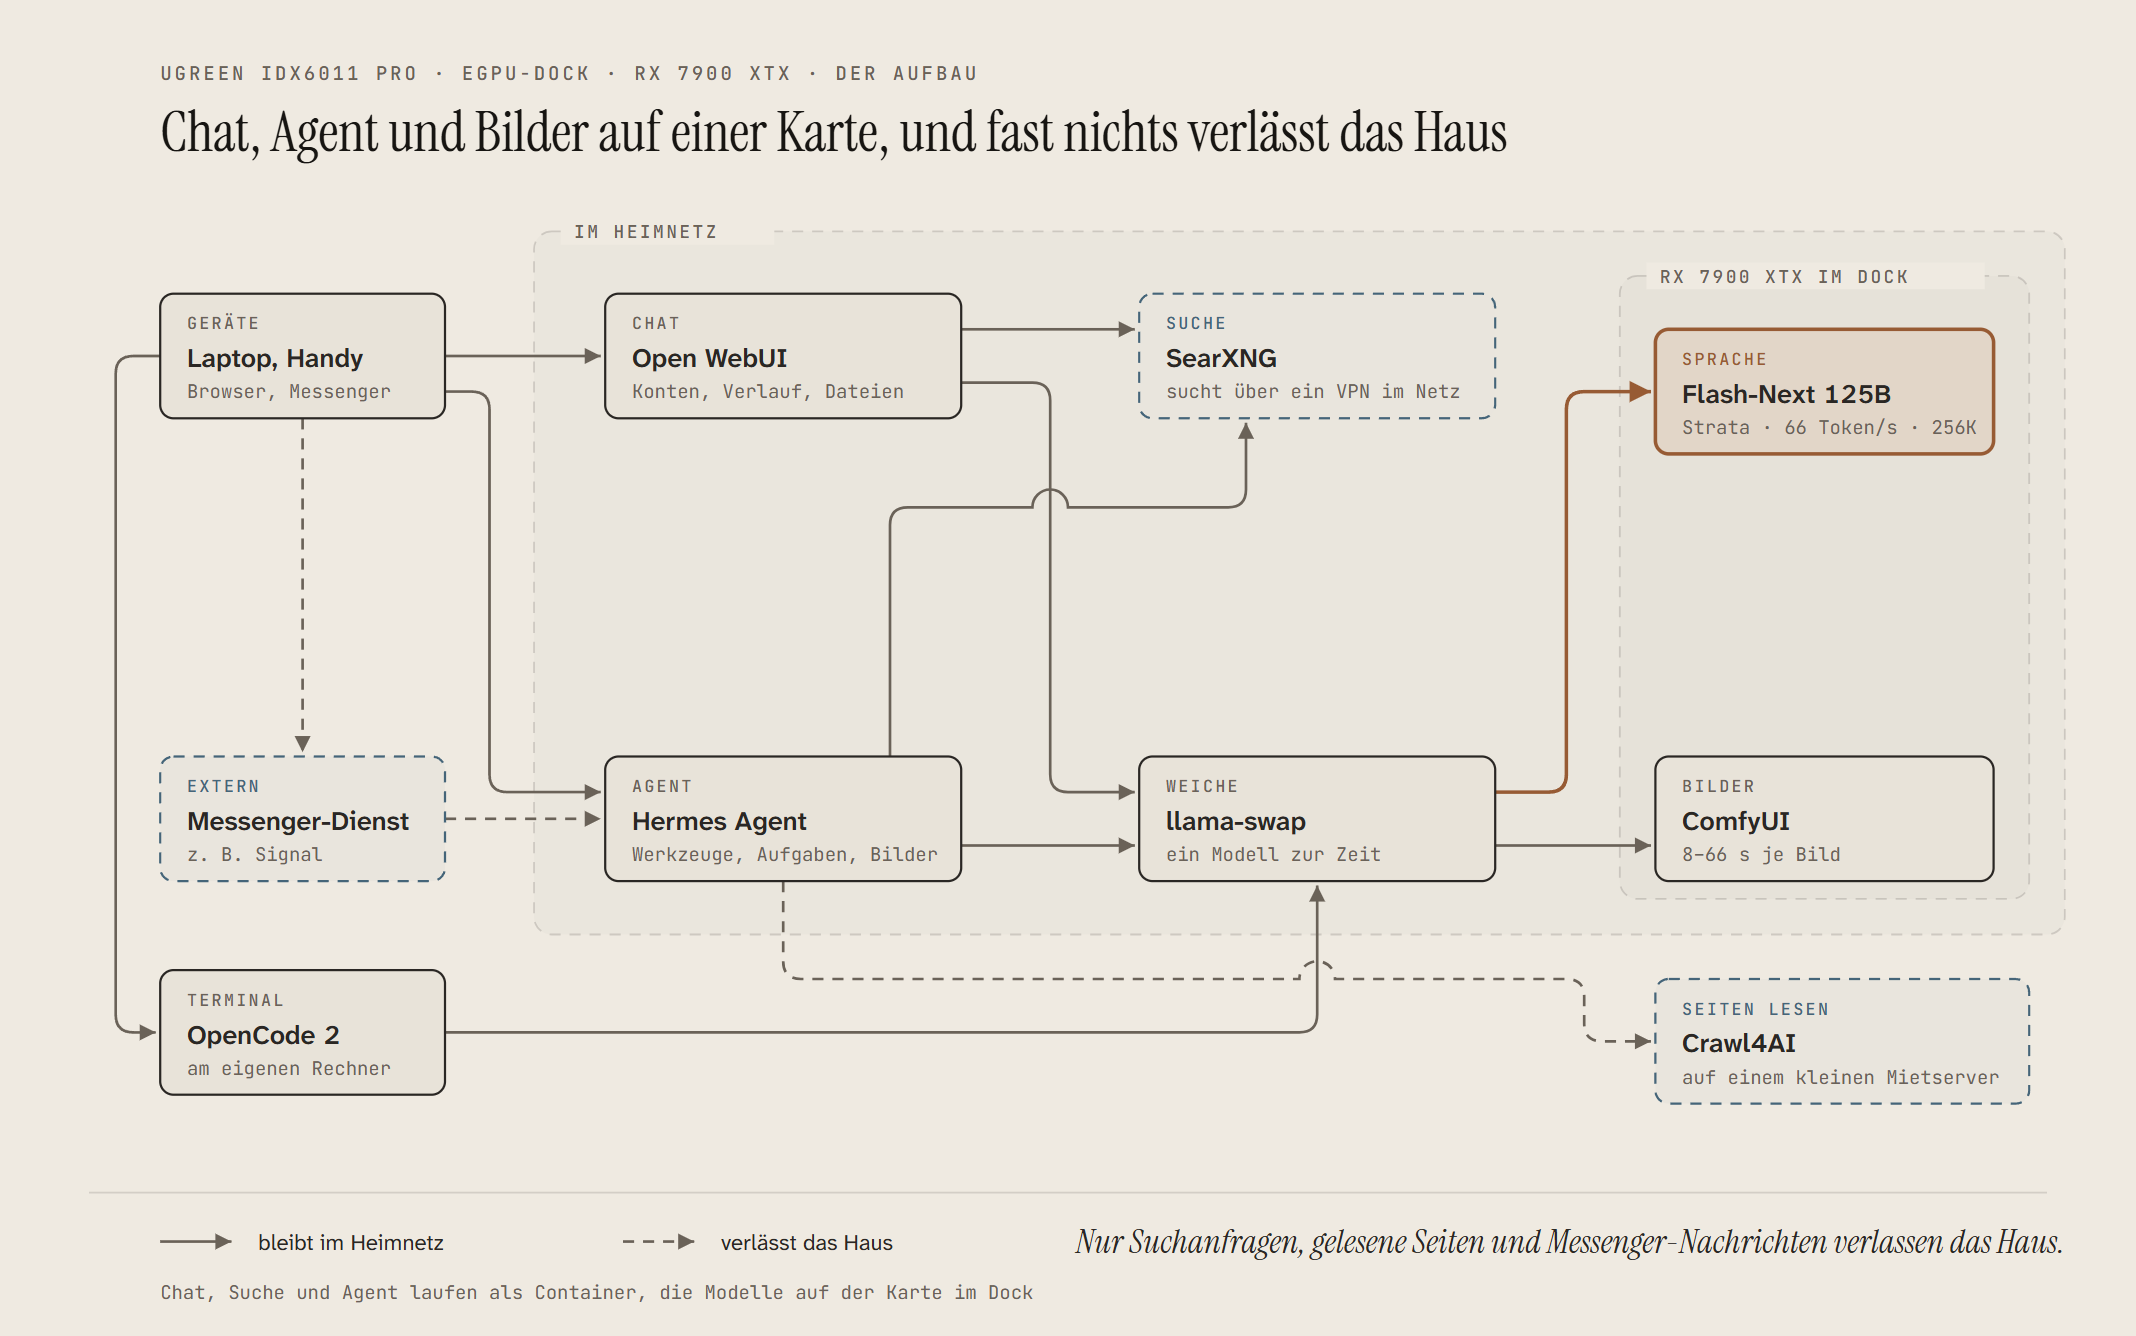 UGREEN IDX6011 PRO · EGPU-DOCK · RX 7900 XTX · DER AUFBAU
Chat, Agent und Bilder auf einer Karte, und fast nichts verlässt das Haus
IM HEIMNETZ
RX 7900 XTX IM DOCK
GERÄTE
Laptop, Handy
Browser, Messenger
CHAT
Open WebUI
Konten, Verlauf, Dateien
SUCHE
SearXNG
sucht über ein VPN im Netz
SPRACHE
Flash-Next 125B
Strata · 66 Token/s · 256K
EXTERN
Messenger-Dienst
z. B. Signal
AGENT
Hermes Agent
Werkzeuge, Aufgaben, Bilder
WEICHE
llama-swap
ein Modell zur Zeit
BILDER
ComfyUI
8–66 s je Bild
TERMINAL
OpenCode 2
am eigenen Rechner
SEITEN LESEN
Crawl4AI
auf einem kleinen Mietserver
bleibt im Heimnetz
verlässt das Haus
Nur Suchanfragen, gelesene Seiten und Messenger-Nachrichten verlassen das Haus.
Chat, Suche und Agent laufen als Container, die Modelle auf der Karte im Dock